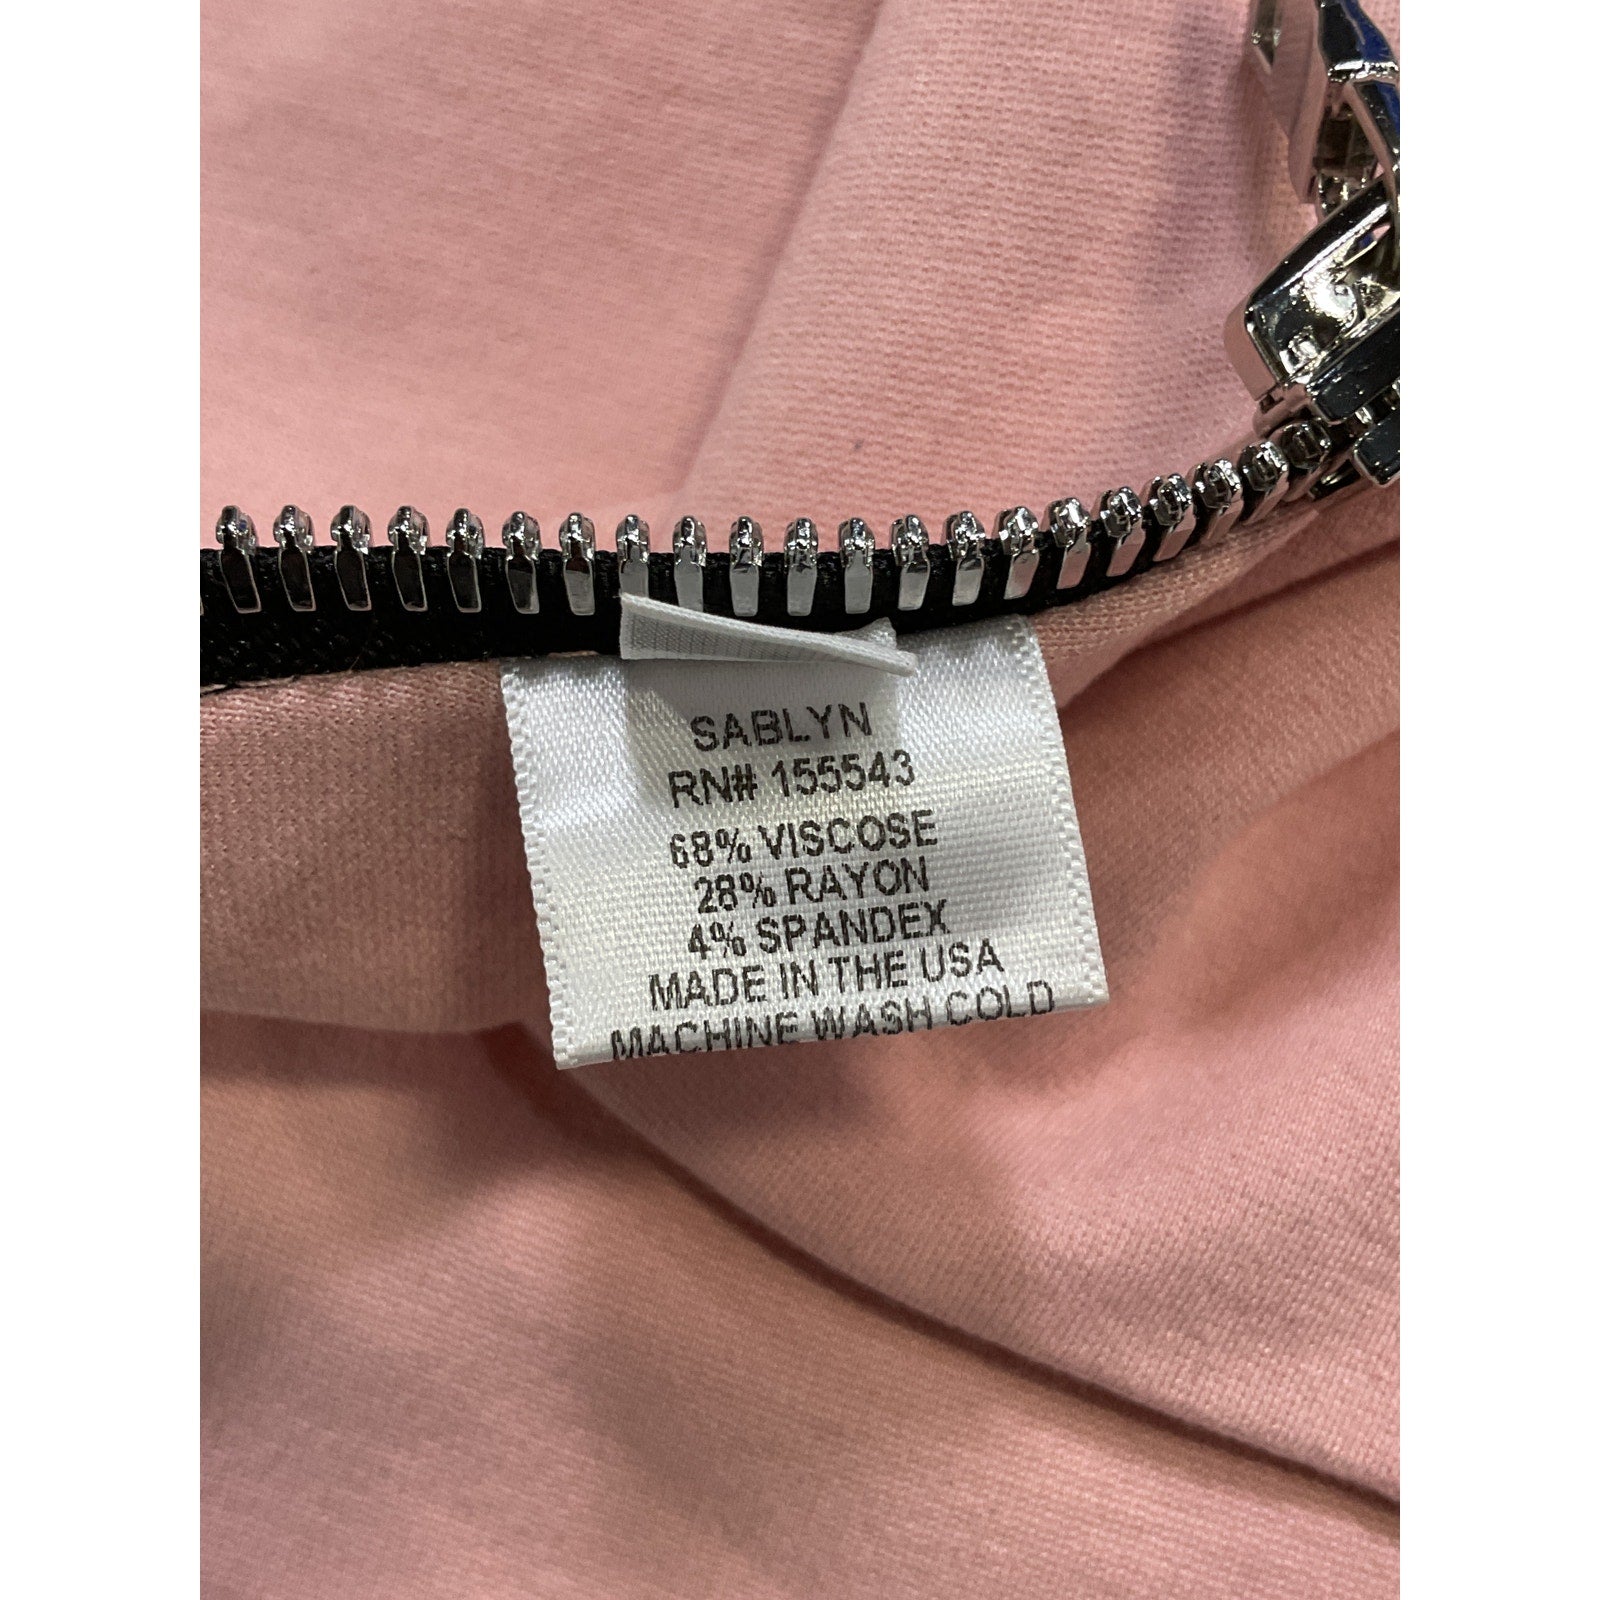 SABLYN
RN# 155543
68% VISCOSE
28% RAYON
4% SPANDEX
MADE IN THE USA
MACHINE WASH COLD